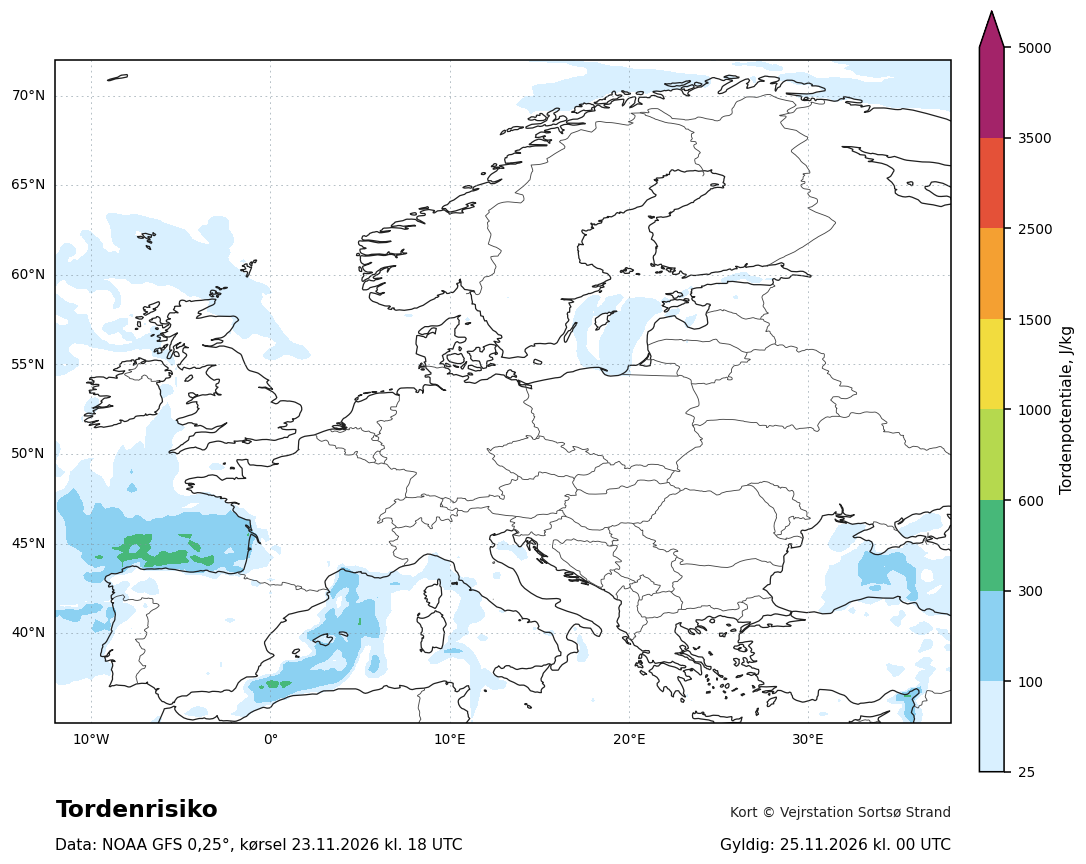 5000
3500
2500
1500
1000
600
300
100
25
Tordenpotentiale, J/kg
70°N
65°N
60°N
55°N
50°N
45°N
40°N
10°W
0°
10°E
20°E
30°E
Tordenrisiko
Kort © Vejrstation Sortsø Strand
Data: NOAA GFS 0,25°, kørsel 23.11.2026 kl. 18 UTC
Gyldig: 25.11.2026 kl. 00 UTC